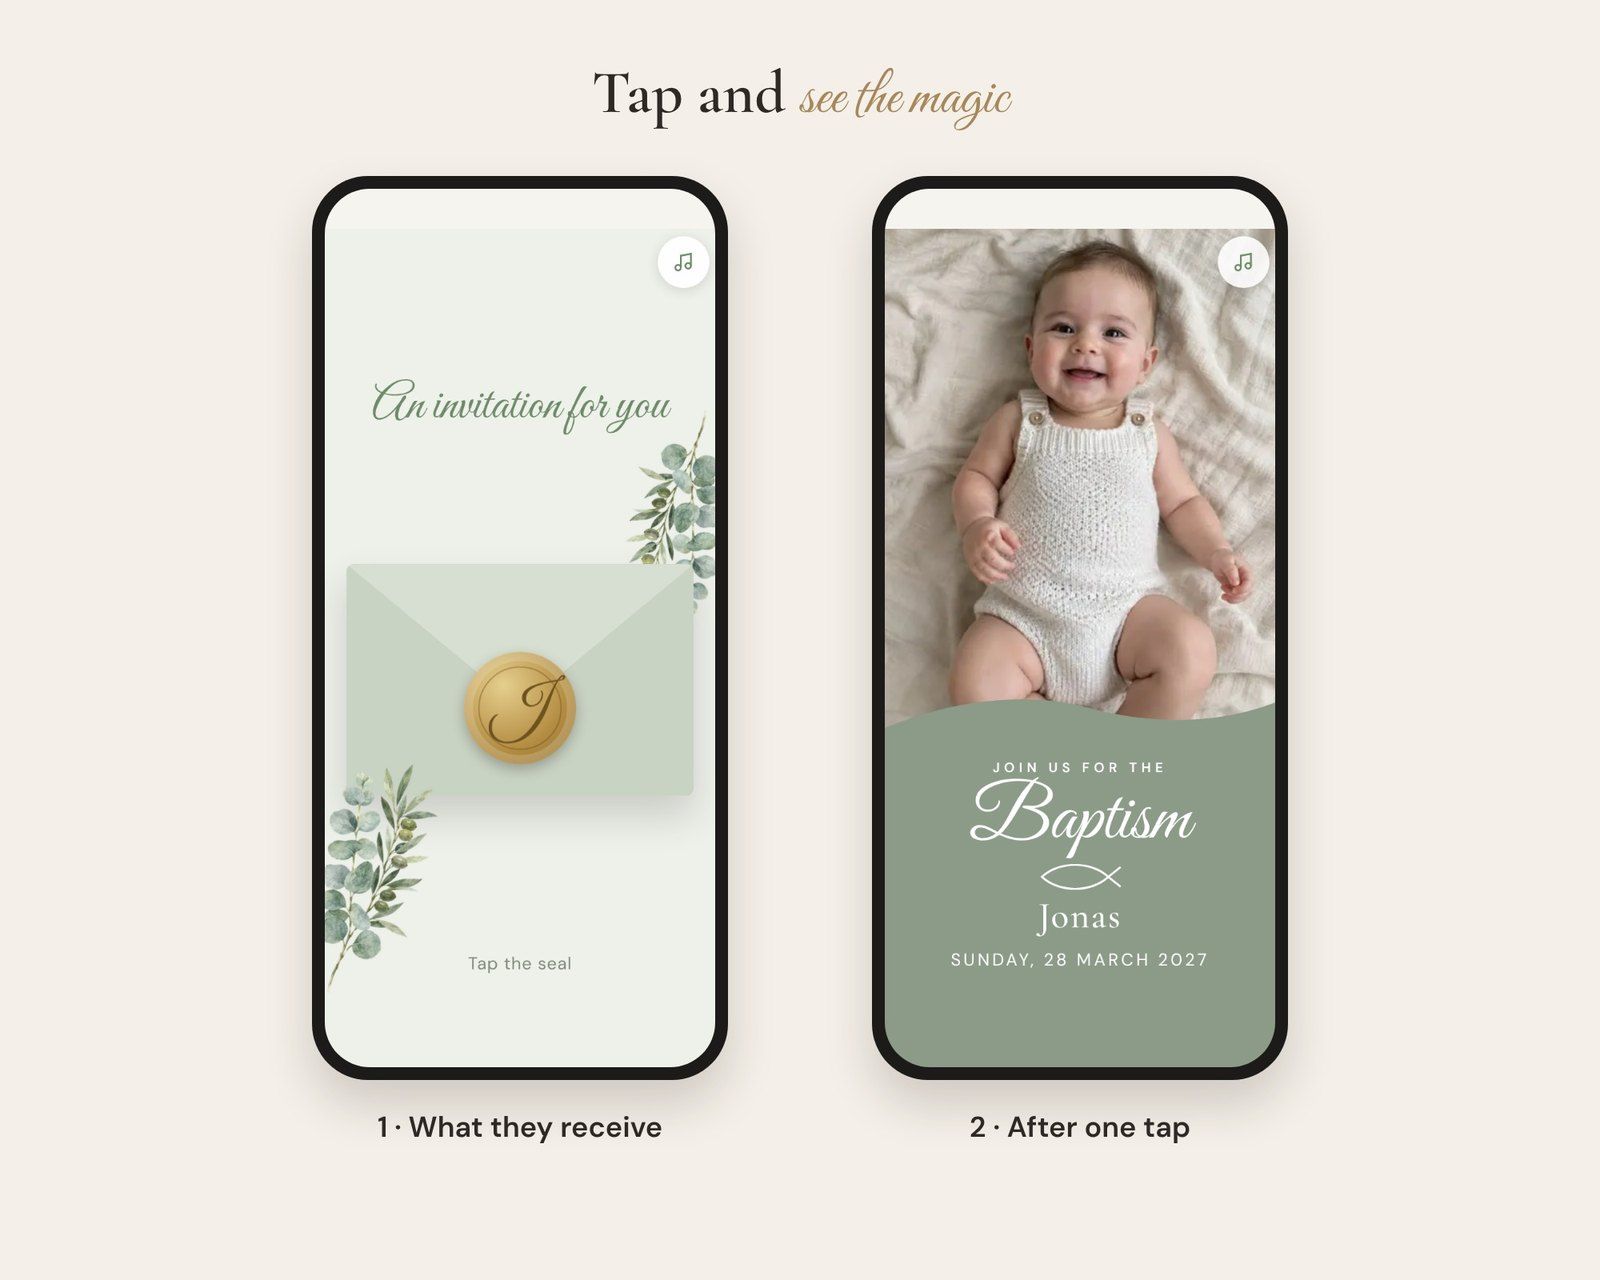 Tap and see the magic
An invitation for you
J
Tap the seal
1 · What they receive
JOIN US FOR THE
Baptism
Jonas
SUNDAY, 28 MARCH 2027
2 · After one tap